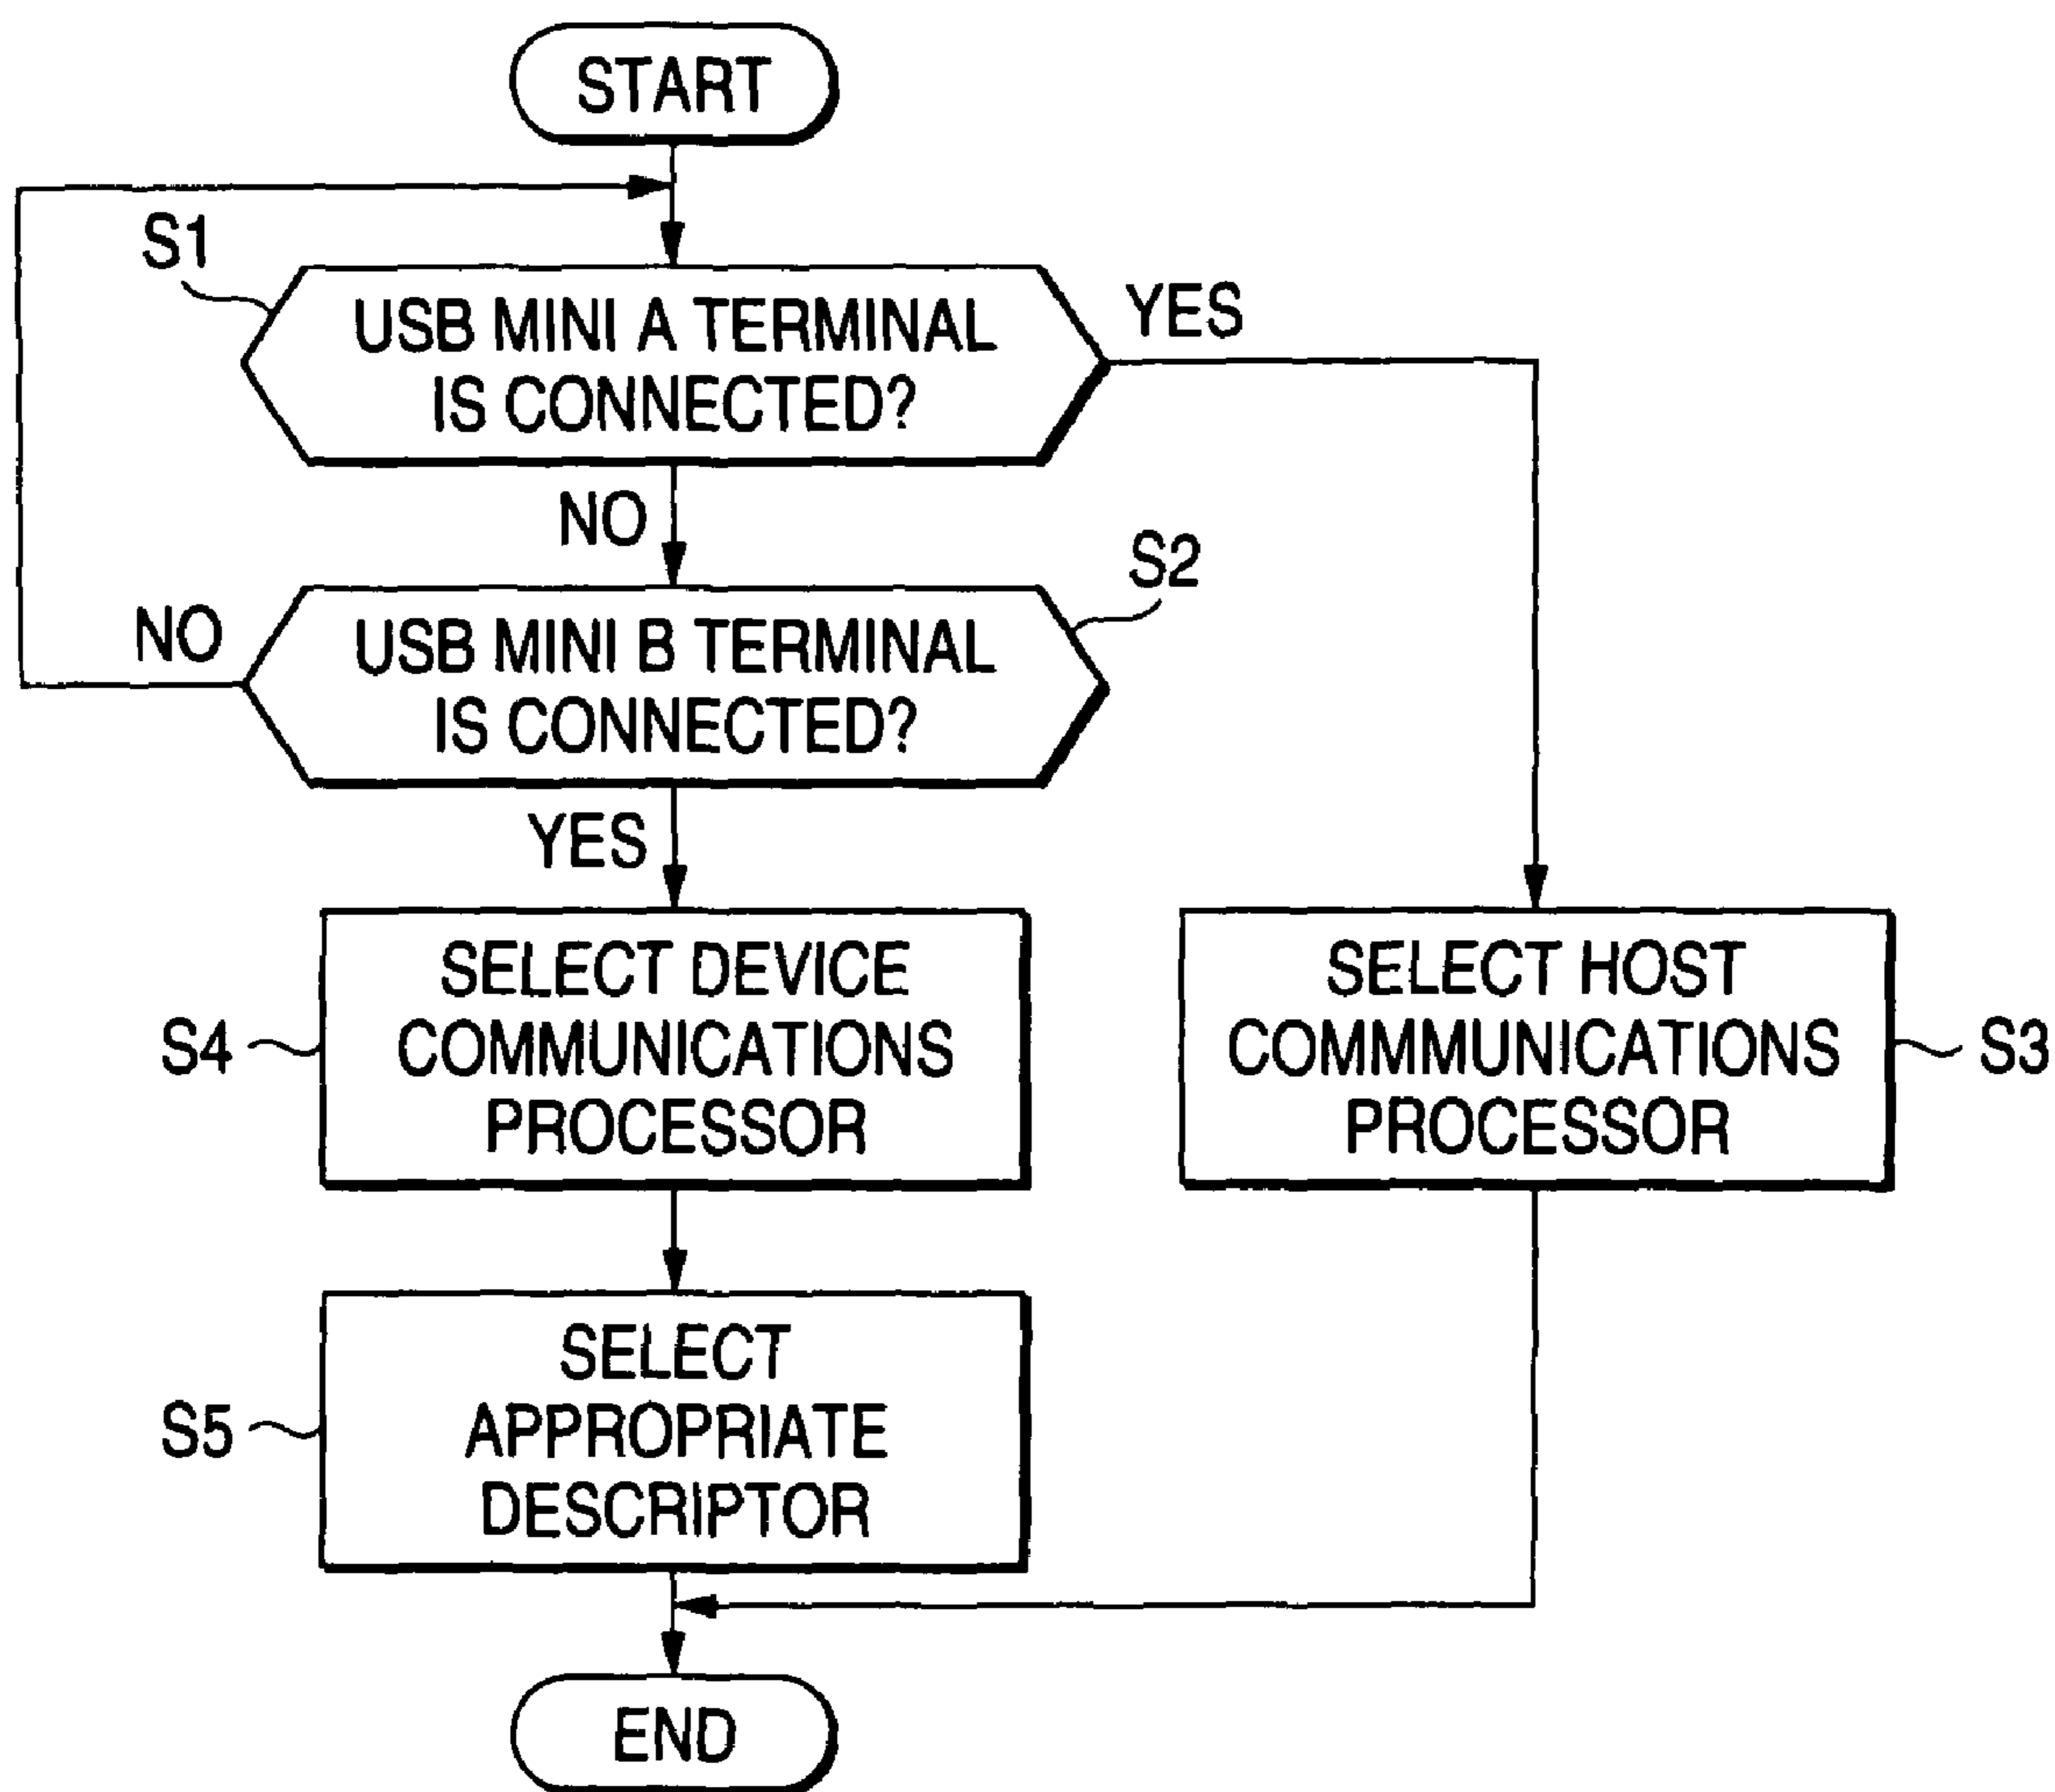 START
S1
USB MINI A TERMINAL
IS CONNECTED?
YES
NO
S2
NO
USB MINI B TERMINAL
IS CONNECTED?
YES
SELECT DEVICE
COMMUNICATIONS
PROCESSOR
S4
SELECT HOST
COMMMUNICATIONS
PROCESSOR
S3
SELECT
APPROPRIATE
DESCRIPTOR
S5
END